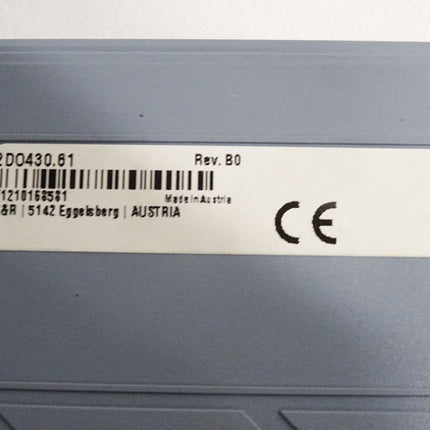 2DO430.61 Rev. B0
1210168581 Made in Austria
&R | 5142 Eggelsberg | AUSTRIA
CE